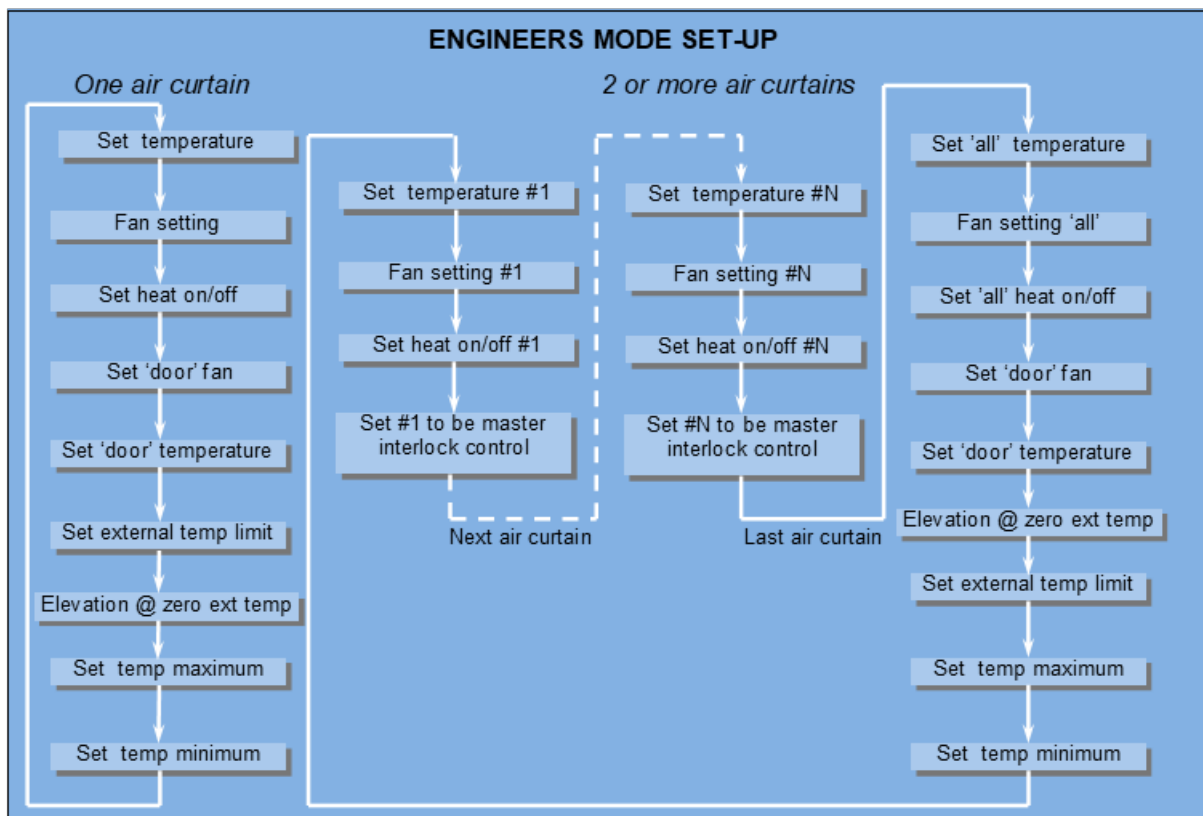 ENGINEERS MODE SET-UP
One air curtain
Set temperature
Fan setting
Set heat on/off
Set ‘door’ fan
Set ‘door’ temperature
Set external temp limit
Elevation @ zero ext temp
Set temp maximum
Set temp minimum
2 or more air curtains
Set temperature #1
Fan setting #1
Set heat on/off #1
Set #1 to be master
interlock control
Next air curtain
Set temperature #N
Fan setting #N
Set heat on/off #N
Set #N to be master
interlock control
Last air curtain
Set ’all’ temperature
Fan setting ‘all’
Set ’all’ heat on/off
Set ‘door’ fan
Set ‘door’ temperature
Elevation @ zero ext temp
Set external temp limit
Set temp maximum
Set temp minimum